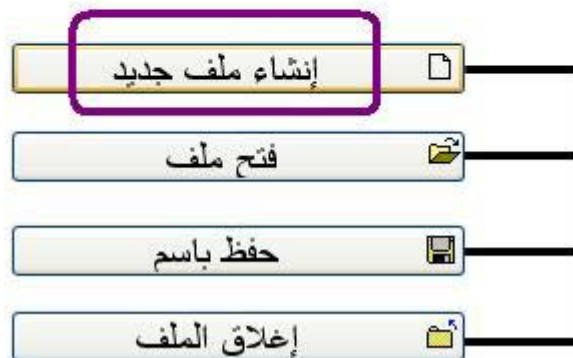 إنشاء ملف جديد
فتح ملف
حفظ باسم
إغلاق الملف